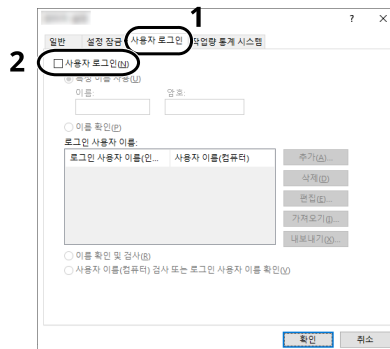 1
?
일반 설정 잠금 사용자 로그인 작업량 통계 시스템
2
사용자 로그인(N)
특정 이름 사용(U)
이름:
암호:
이름 확인(P)
로그인 사용자 이름:
로그인 사용자 이름(인... 사용자 이름(컴퓨터)
추가(A)...
삭제(D)
편집(E)...
가져오기(I)...
내보내기(X)...
이름 확인 및 검사(R)
사용자 이름(컴퓨터) 검사 또는 로그인 사용자 이름 확인(V)
확인 취소